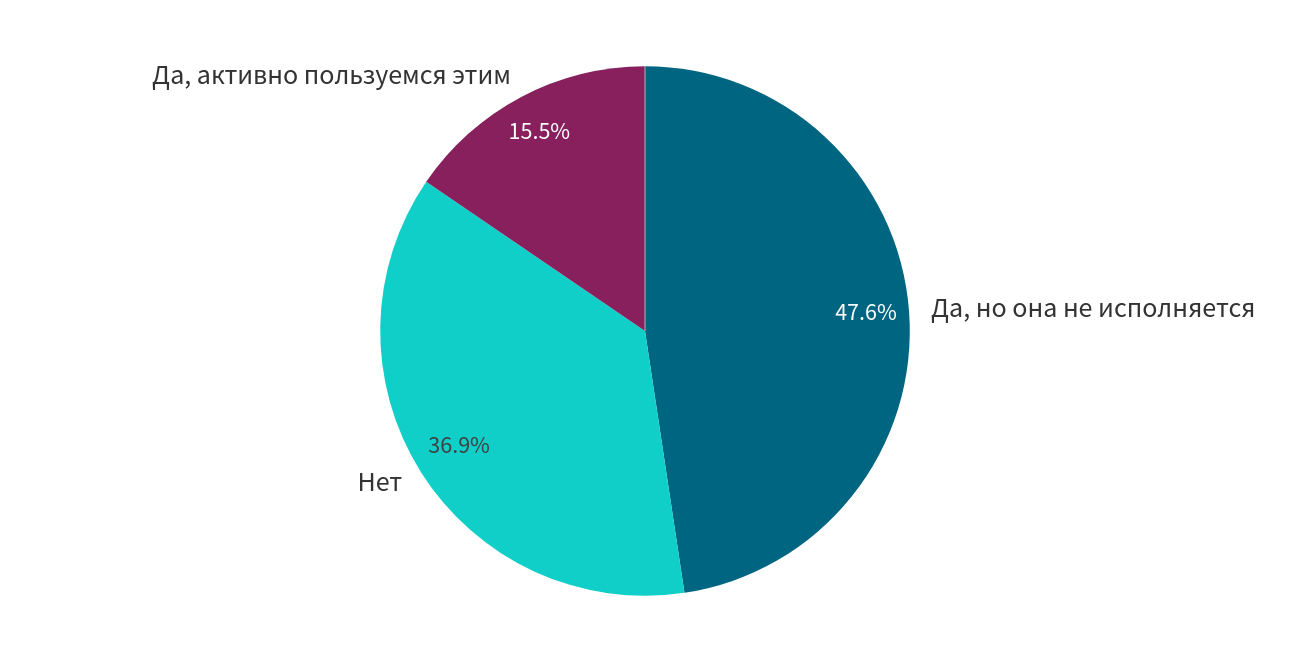 Да, активно пользуемся этим
15.5%
47.6%
Да, но она не исполняется
36.9%
Нет